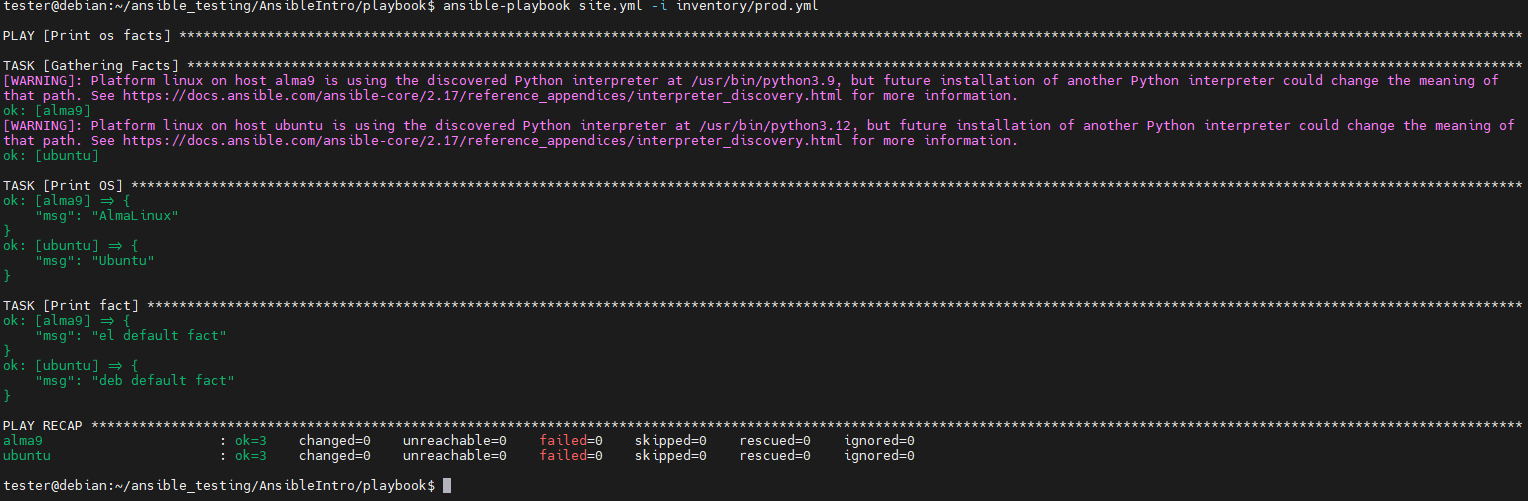 tester@debian:~/ansible_testing/AnsibleIntro/playbook$ ansible-playbook site.yml -i inventory/prod.yml
PLAY [Print os facts] ************************************************************************************************************************************************************************
TASK [Gathering Facts] ***********************************************************************************************************************************************************************
[WARNING]: Platform linux on host alma9 is using the discovered Python interpreter at /usr/bin/python3.9, but future installation of another Python interpreter could change the meaning of
that path. See https://docs.ansible.com/ansible-core/2.17/reference_appendices/interpreter_discovery.html for more information.
ok: [alma9]
[WARNING]: Platform linux on host ubuntu is using the discovered Python interpreter at /usr/bin/python3.12, but future installation of another Python interpreter could change the meaning of
that path. See https://docs.ansible.com/ansible-core/2.17/reference_appendices/interpreter_discovery.html for more information.
ok: [ubuntu]
TASK [Print OS] ******************************************************************************************************************************************************************************
ok: [alma9] => {
    "msg": "AlmaLinux"
}
ok: [ubuntu] => {
    "msg": "Ubuntu"
}
TASK [Print fact] ****************************************************************************************************************************************************************************
ok: [alma9] => {
    "msg": "el default fact"
}
ok: [ubuntu] => {
    "msg": "deb default fact"
}
PLAY RECAP ***********************************************************************************************************************************************************************************
alma9                      : ok=3    changed=0    unreachable=0    failed=0    skipped=0    rescued=0    ignored=0
ubuntu                     : ok=3    changed=0    unreachable=0    failed=0    skipped=0    rescued=0    ignored=0
tester@debian:~/ansible_testing/AnsibleIntro/playbook$